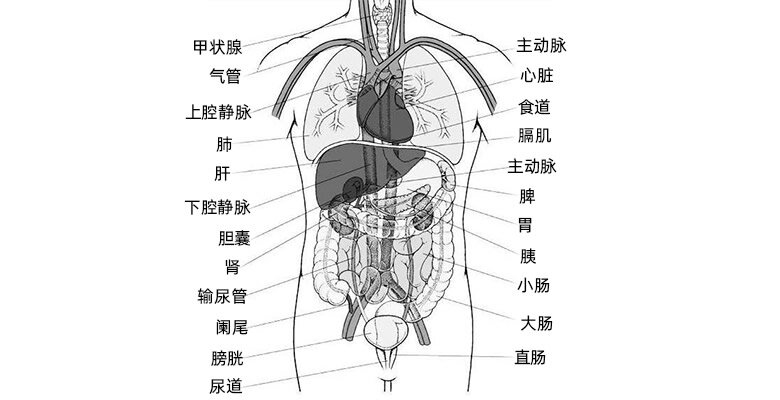 甲状腺
气管
上腔静脉
肺
肝
下腔静脉
胆囊
肾
输尿管
阑尾
膀胱
尿道
主动脉
心脏
食道
膈肌
主动脉
脾
胃
胰
小肠
大肠
直肠